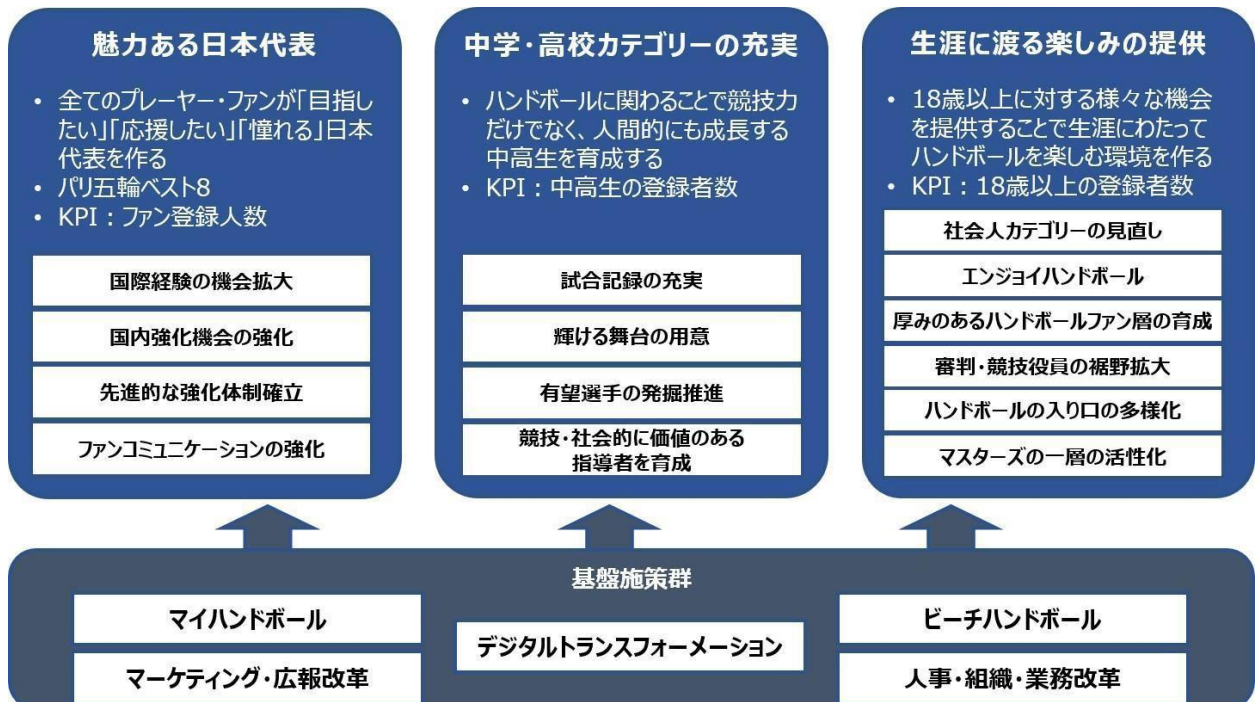 魅力ある日本代表
• 全てのプレーヤー・ファンが「目指し
たい」「応援したい」「憧れる」日本
代表を作る
• パリ五輪ベスト8
• KPI：ファン登録人数
国際経験の機会拡大
国内強化機会の強化
先進的な強化体制確立
ファンコミュニケーションの強化
中学・高校カテゴリーの充実
• ハンドボールに関わることで競技力
だけでなく、人間的にも成長する
中高生を育成する
• KPI：中高生の登録者数
試合記録の充実
輝ける舞台の用意
有望選手の発掘推進
競技・社会的に価値のある
指導者を育成
生涯に渡る楽しみの提供
• 18歳以上に対する様々な機会
を提供することで生涯にわたって
ハンドボールを楽しむ環境を作る
• KPI：18歳以上の登録者数
社会人カテゴリーの見直し
エンジョイハンドボール
厚みのあるハンドボールファン層の育成
審判・競技役員の裾野拡大
ハンドボールの入り口の多様化
マスターズの一層の活性化
基盤施策群
マイハンドボール
マーケティング・広報改革
デジタルトランスフォーメーション
ビーチハンドボール
人事・組織・業務改革